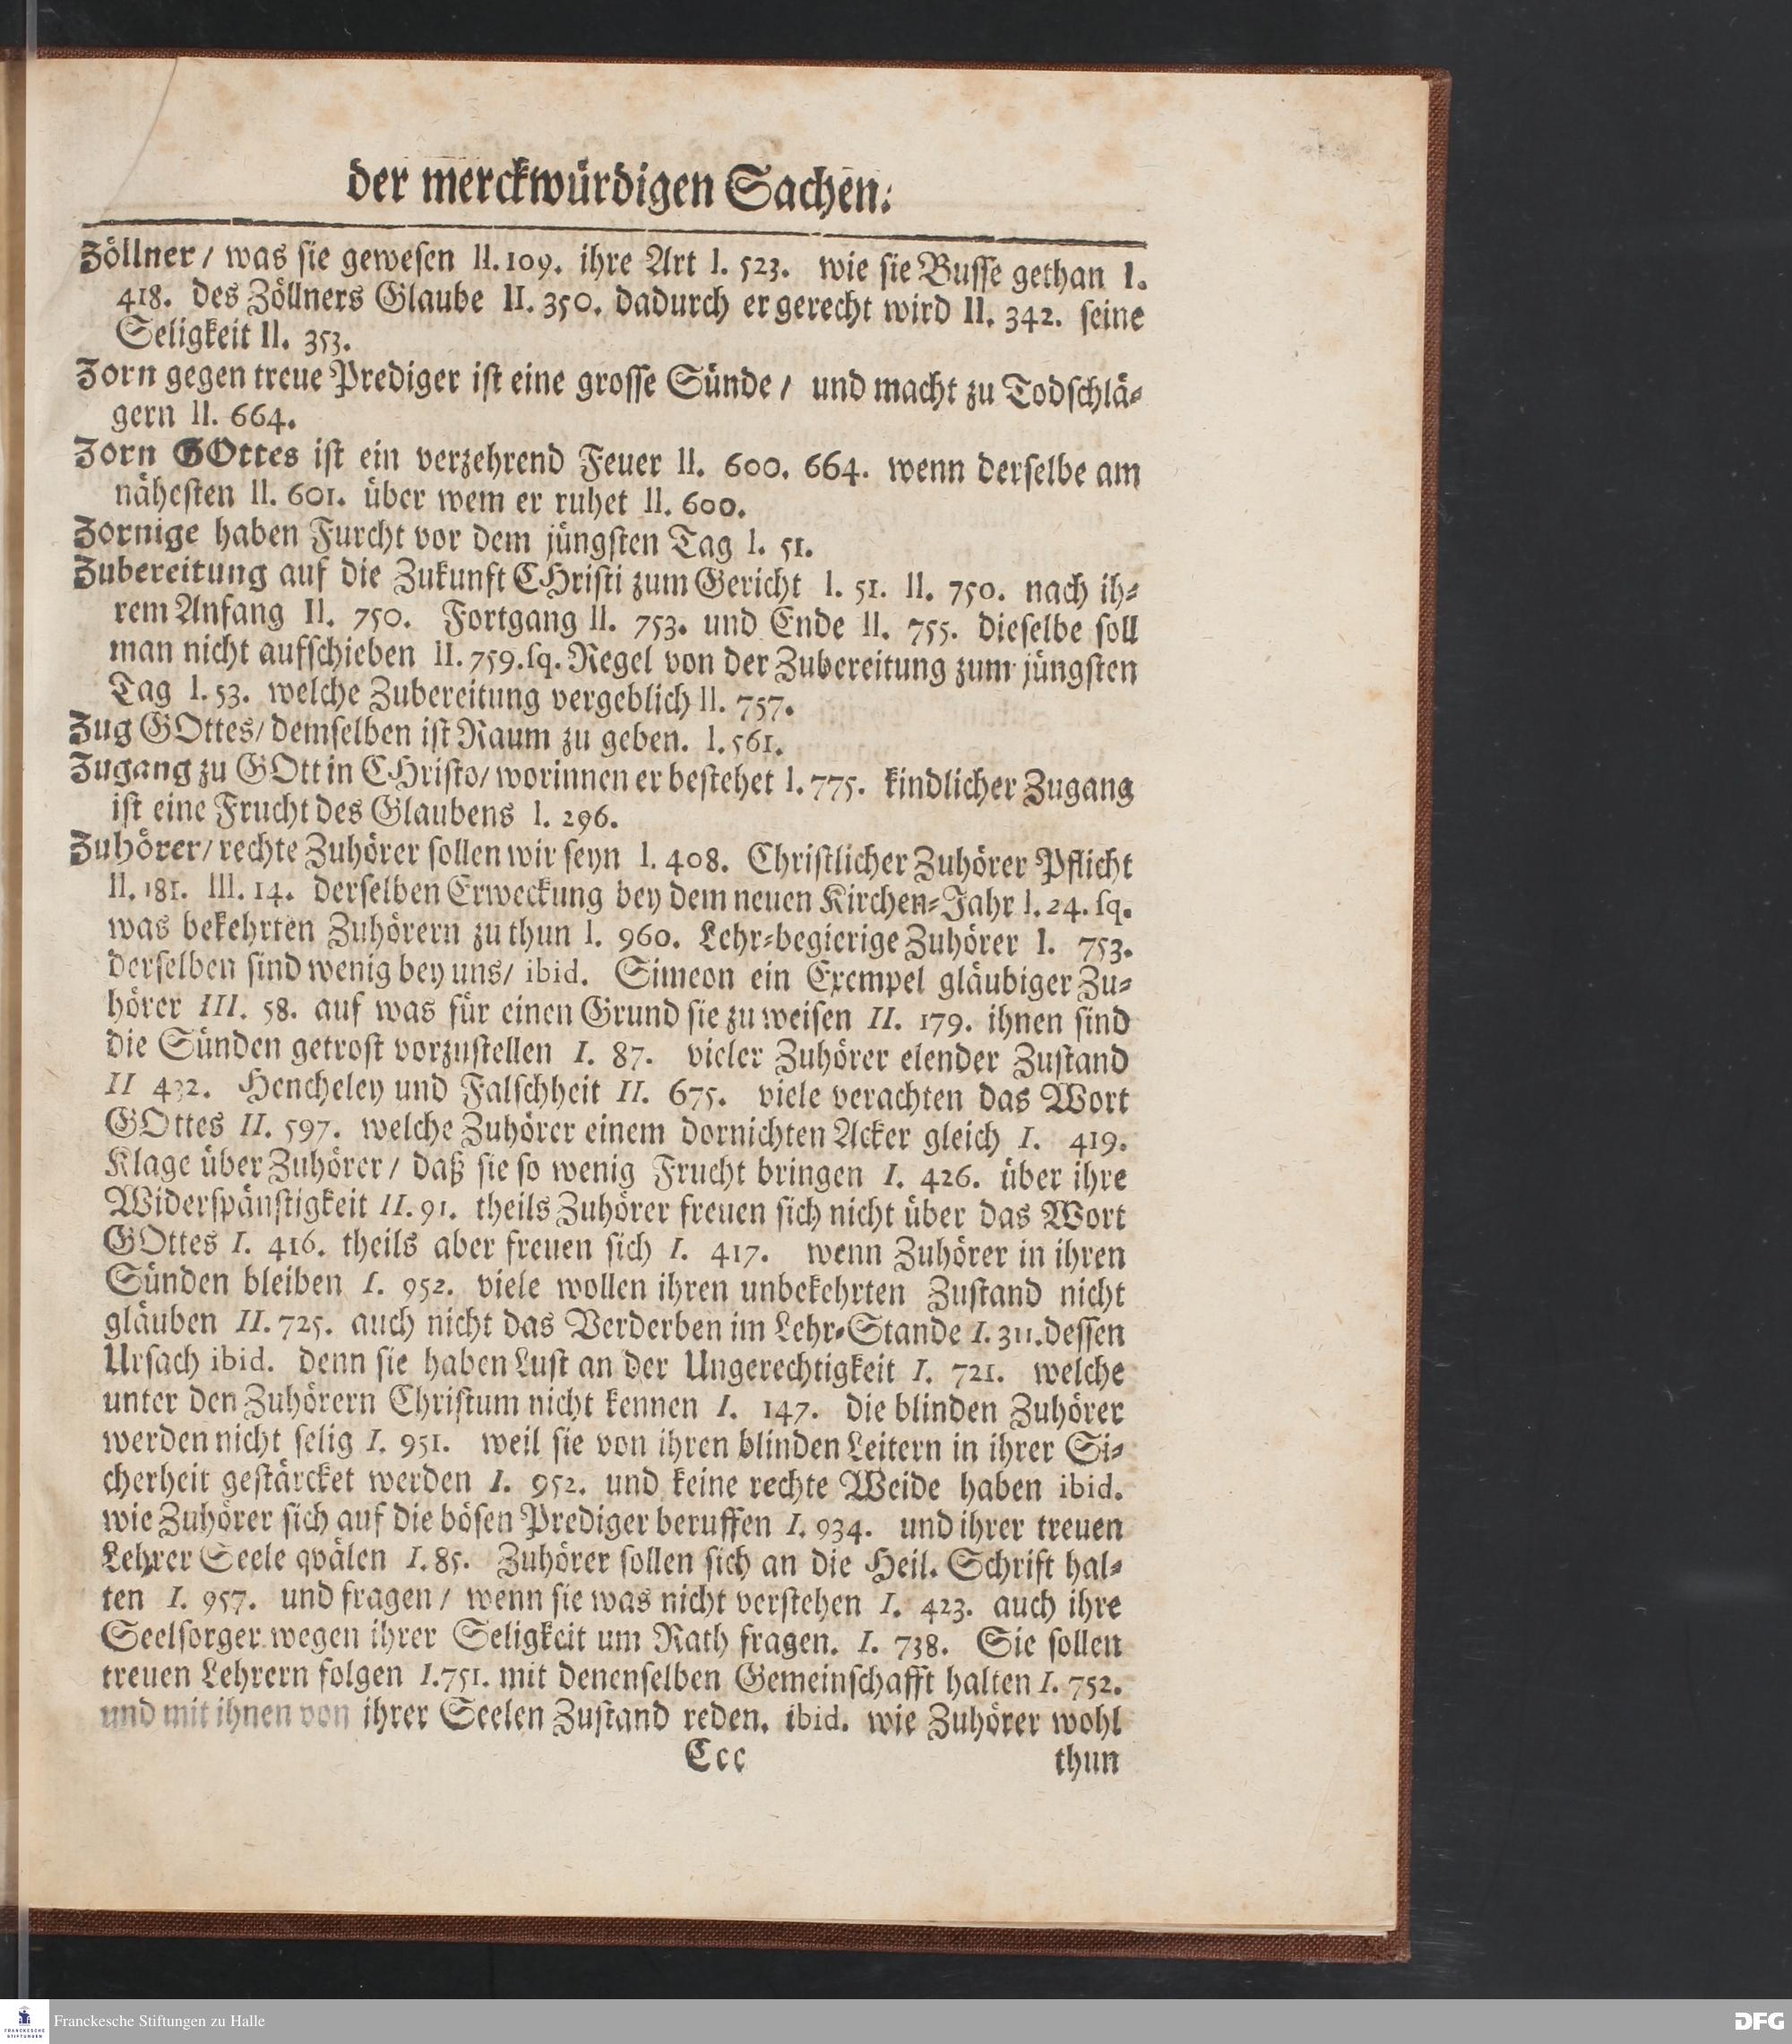 der merckwürdigen Sachen.
Zöllner / was sie gewesen II. 109. ihre Art I. 523. wie sie Busse gethan I.
418. des Zöllners Glaube II. 350. dadurch er gerecht wird II. 342. seine
Seligkeit II. 353.
Zorn gegen treue Prediger ist eine grosse Sünde / und macht zu Todschlä-
gern II. 664.
Zorn GOttes ist ein verzehrend Feuer II. 600. 664. wenn derselbe am
nähesten II. 601. über wem er ruhet II. 600.
Zornige haben Furcht vor dem jüngsten Tag I. 51.
Zubereitung auf die Zukunft CHristi zum Gericht I. 51. II. 750. nach ih-
rem Anfang II. 750. Fortgang II. 753. und Ende II. 755. dieselbe soll
man nicht aufschieben II. 759. sq. Regel von der Zubereitung zum jüngsten
Tag I. 53. welche Zubereitung vergeblich II. 757.
Zug GOttes / demselben ist Raum zu geben. I. 561.
Zugang zu GOtt in CHristo / worinnen er bestehet I. 775. kindlicher Zugang
ist eine Frucht des Glaubens I. 296.
Zuhörer / rechte Zuhörer sollen wir seyn I. 408. Christlicher Zuhörer Pflicht
II. 181. III. 14. derselben Erweckung bey dem neuen Kirchen-Jahr I. 24. sq.
was bekehrten Zuhörern zu thun I. 960. Lehr-begierige Zuhörer I. 753.
derselben sind wenig bey uns / ibid. Simeon ein Exempel gläubiger Zu-
hörer III. 58. auf was für einen Grund sie zu weisen II. 179. ihnen sind
die Sünden getrost vorzustellen I. 87. vieler Zuhörer elender Zustand
II 432. Hencheley und Falschheit II. 675. viele verachten das Wort
GOttes II. 597. welche Zuhörer einem dornichten Acker gleich I. 419.
Klage über Zuhörer / daß sie so wenig Frucht bringen I. 426. über ihre
Widerspänstigkeit II. 91. theils Zuhörer freuen sich nicht über das Wort
GOttes I. 416. theils aber freuen sich I. 417. wenn Zuhörer in ihren
Sünden bleiben I. 952. viele wollen ihren unbekehrten Zustand nicht
gläuben II. 725. auch nicht das Verderben im Lehr-Stande I. 311. dessen
Ursach ibid. denn sie haben Lust an der Ungerechtigkeit I. 721. welche
unter den Zuhörern Christum nicht kennen I. 147. die blinden Zuhörer
werden nicht selig I. 951. weil sie von ihren blinden Leitern in ihrer Si-
cherheit gestärcket werden I. 952. und keine rechte Weide haben ibid.
wie Zuhörer sich auf die bösen Prediger beruffen I. 934. und ihrer treuen
Lehrer Seele qvälen I. 85. Zuhörer sollen sich an die Heil. Schrift hal-
ten I. 957. und fragen / wenn sie was nicht verstehen I. 423. auch ihre
Seelsorger wegen ihrer Seligkeit um Rath fragen. I. 738. Sie sollen
treuen Lehrern folgen I. 751. mit denenselben Gemeinschafft halten I. 752.
und mit ihnen von ihrer Seelen Zustand reden. ibid. wie Zuhörer wohl
Ccc thun
FRANCKESCHE STIFTUNGEN
Franckesche Stiftungen zu Halle
DFG